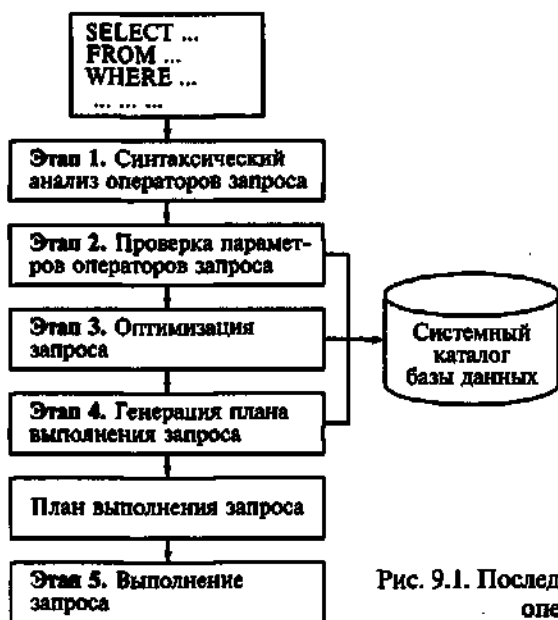 SELECT ...
FROM ...
WHERE ...
... ... ...
Этап 1. Синтаксический
анализ операторов запроса
Этап 2. Проверка парамет-
ров операторов запроса
Этап 3. Оптимизация
запроса
Этап 4. Генерация плана
выполнения запроса
Системный
каталог
базы данных
План выполнения запроса
Этап 5. Выполнение
запроса
Рис. 9.1. Послед
опе